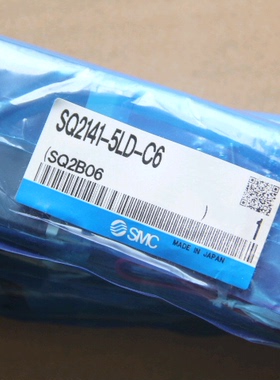 SQ2141-5LD-C6
(SQ2B06 )
1
SMC
MADE IN JAPAN